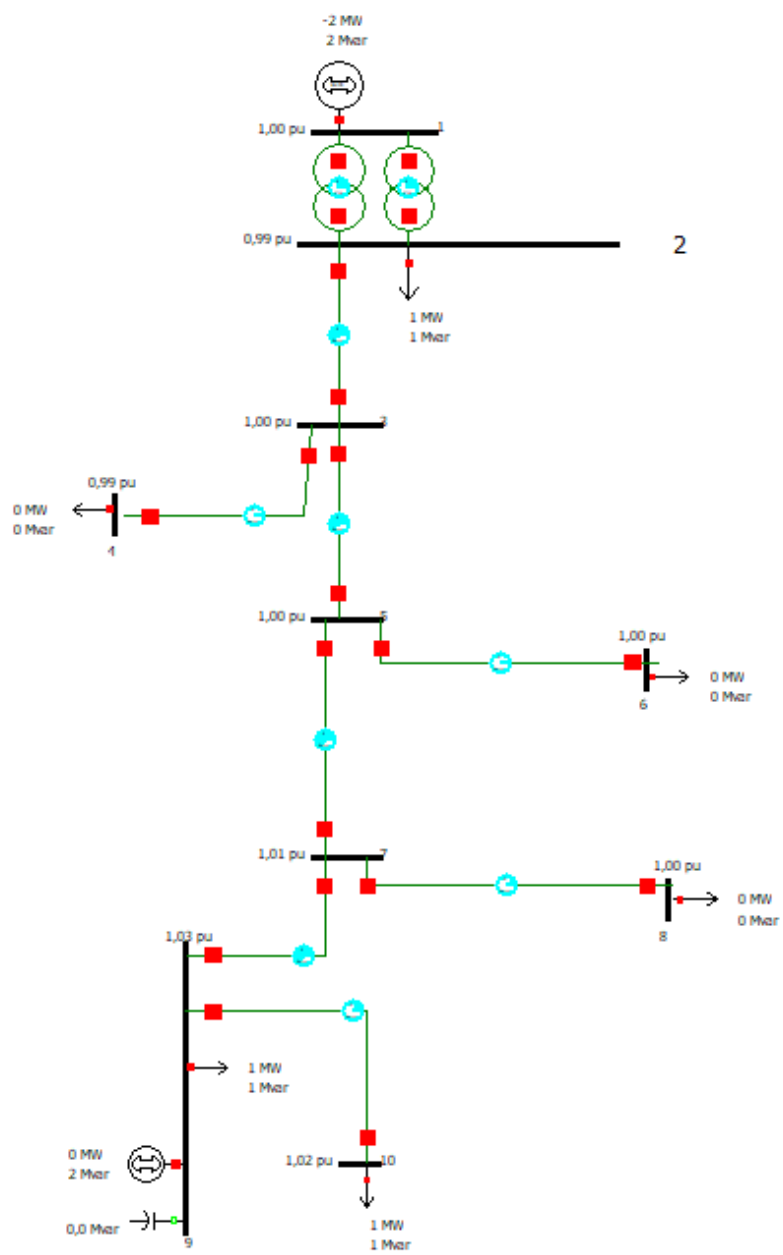 -2 MW
2 Mvar
1,00 pu
1
0,99 pu
2
1 MW
1 Mvar
1,00 pu
3
0,99 pu
0 MW
0 Mvar
4
1,00 pu
5
1,00 pu
0 MW
0 Mvar
6
1,01 pu
7
1,00 pu
0 MW
0 Mvar
8
1,03 pu
1 MW
1 Mvar
0 MW
2 Mvar
1,02 pu
10
0,0 Mvar
9
1 MW
1 Mvar